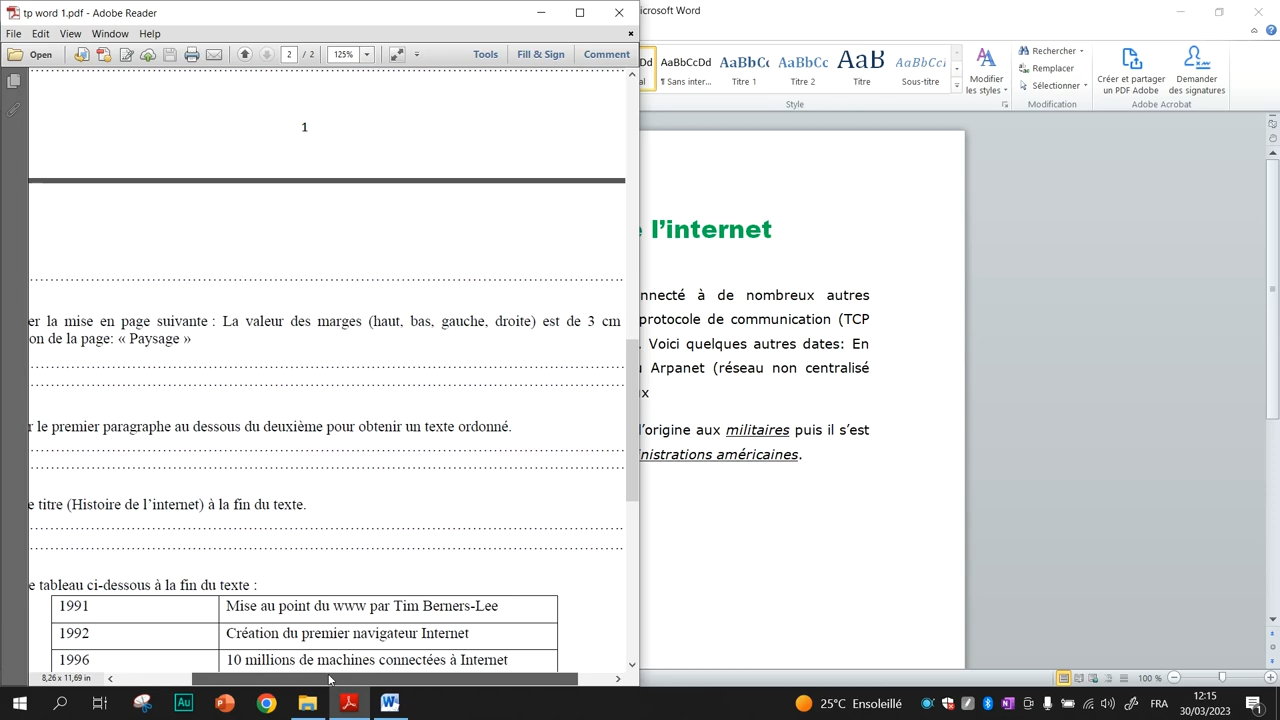 tp word 1.pdf - Adobe Reader
File Edit View Window Help
Open 2 / 2 125% Tools Fill & Sign Comment
1
er la mise en page suivante : La valeur des marges (haut, bas, gauche, droite) est de 3 cm
on de la page: « Paysage »
r le premier paragraphe au dessous du deuxième pour obtenir un texte ordonné.
e titre (Histoire de l’internet) à la fin du texte.
e tableau ci-dessous à la fin du texte :
1991 Mise au point du www par Tim Berners-Lee
1992 Création du premier navigateur Internet
1996 10 millions de machines connectées à Internet
8,26 x 11,69 in
icrosoft Word
Dd AaBbCcDd AaBbCc AaBbCc AaB AaBbCcI
al ¶ Sans inter... Titre 1 Titre 2 Titre Sous-titre
Modifier les styles
Rechercher
Remplacer
Sélectionner
Créer et partager un PDF Adobe
Demander des signatures
Style Modification Adobe Acrobat
e l’internet
nnecté à de nombreux autres
protocole de communication (TCP
. Voici quelques autres dates: En
u Arpanet (réseau non centralisé
ux
l’origine aux militaires puis il s’est
inistrations américaines.
100 %
Au 25°C Ensoleillé FRA 12:15
30/03/2023